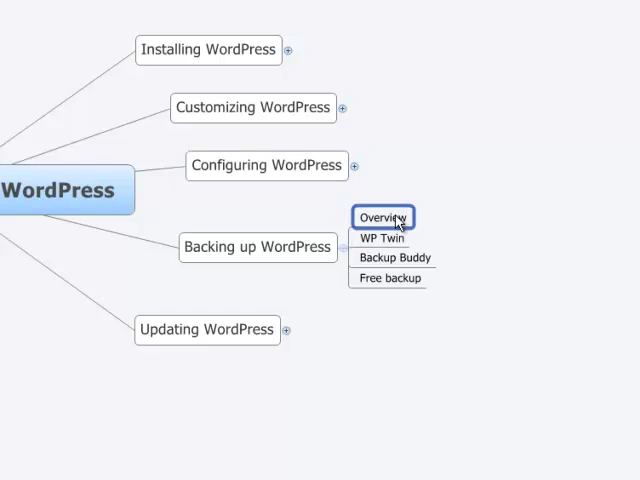 Installing WordPress
Customizing WordPress
Configuring WordPress
WordPress
Backing up WordPress
Overview
WP Twin
Backup Buddy
Free backup
Updating WordPress